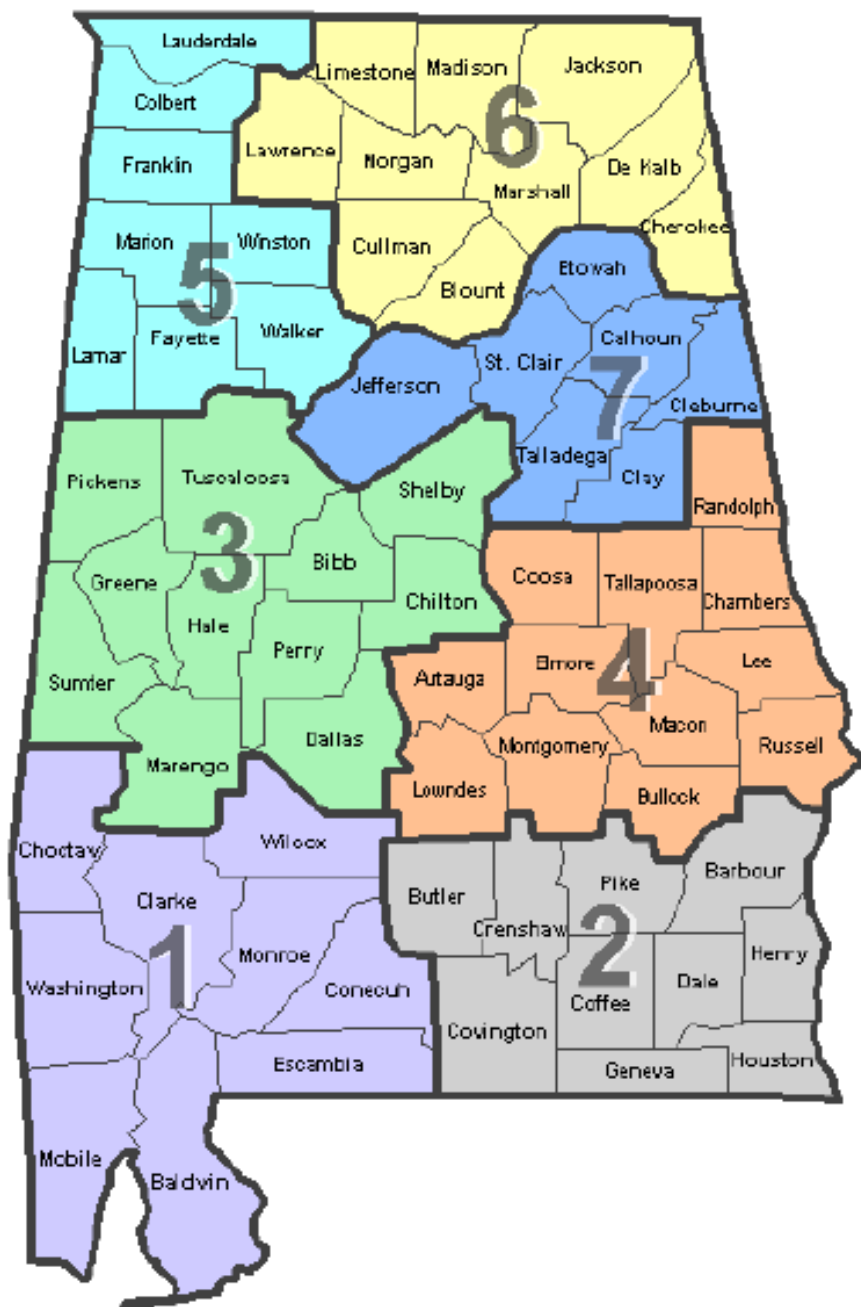 Lauderdale
Limestone
Madison
Jackson
Colbert
6
Lawrence
Morgan
Franklin
De Kalb
Marshall
Cherokee
Marion
Winston
Cullman
5
Etowah
Blount
Lamar
Fayette
Walker
Jefferson
St. Clair
Calhoun
7
Cleburne
Talladega
Clay
Pickens
Tuscaloosa
Shelby
Randolph
3
Greene
Bibb
Coosa
Tallapoosa
Chambers
Hale
Chilton
Perry
Sumter
Autauga
Elmore
4
Lee
Marengo
Dallas
Montgomery
Macon
Russell
Lowndes
Bullock
Choctaw
Wilcox
Clarke
Butler
Pike
Barbour
1
Monroe
Crenshaw
2
Henry
Washington
Conecuh
Coffee
Dale
Covington
Escambia
Geneva
Houston
Mobile
Baldwin